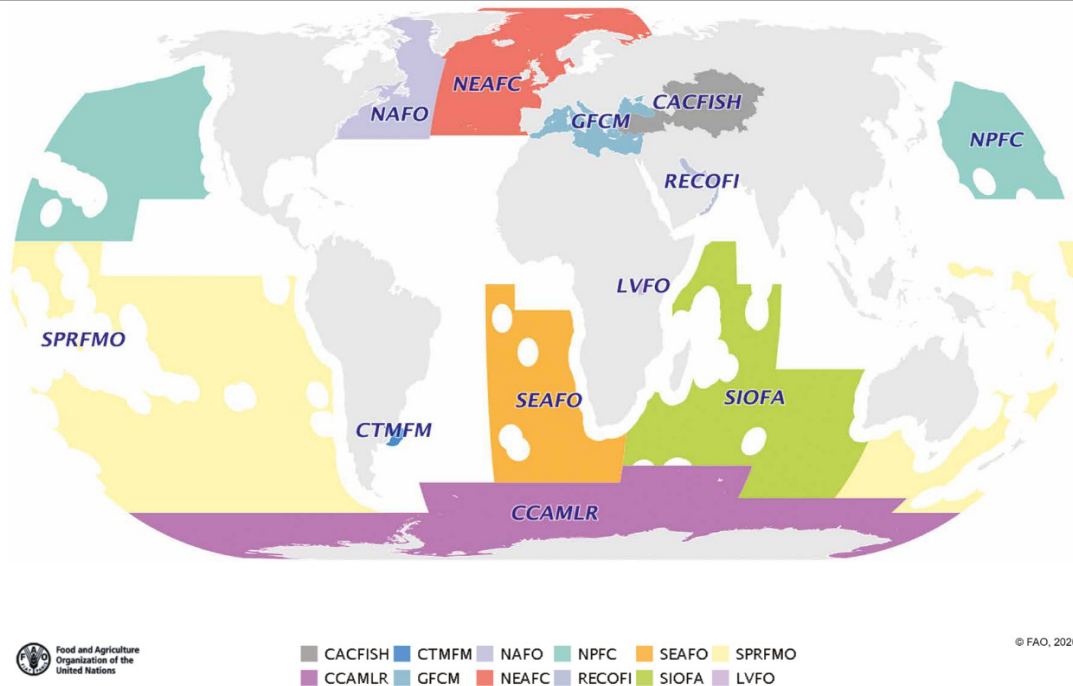 NEAFC
NAFO
CACFISH
GFCM
NPFC
RECOFI
LVFO
SPRFMO
SEAFO
SIOFA
CTMFM
CCAMLR
FAO
Food and Agriculture
Organization of the
United Nations
© FAO, 2020
CACFISH CTMFM NAFO NPFC SEAFO SPRFMO
CCAMLR GFCM NEAFC RECOFI SIOFA LVFO